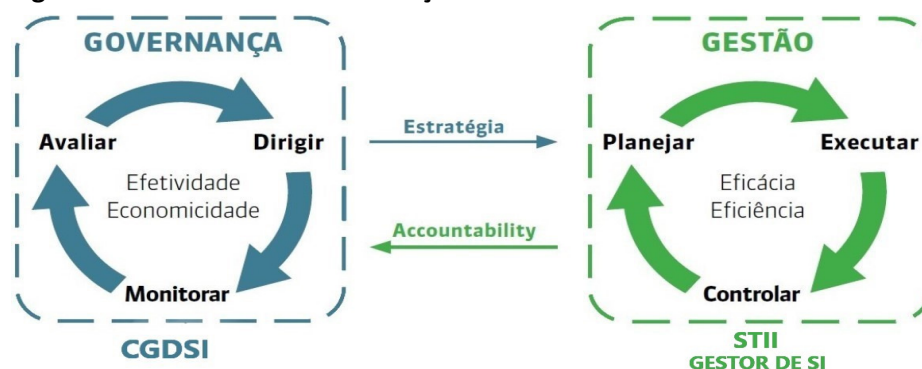 GOVERNANÇA
Avaliar
Dirigir
Efetividade
Economicidade
Monitorar
CGDSI
Estratégia
Accountability
GESTÃO
Planejar
Executar
Eficácia
Eficiência
Controlar
STII
GESTOR DE SI